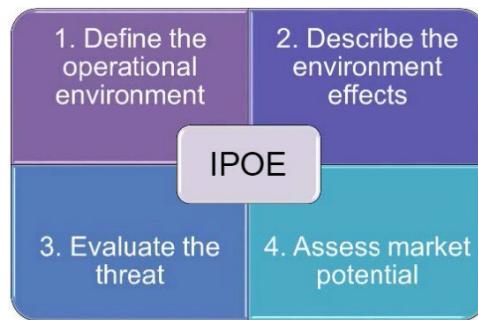 1. Define the
operational
environment
2. Describe the
environment
effects
IPOE
3. Evaluate the
threat
4. Assess market
potential